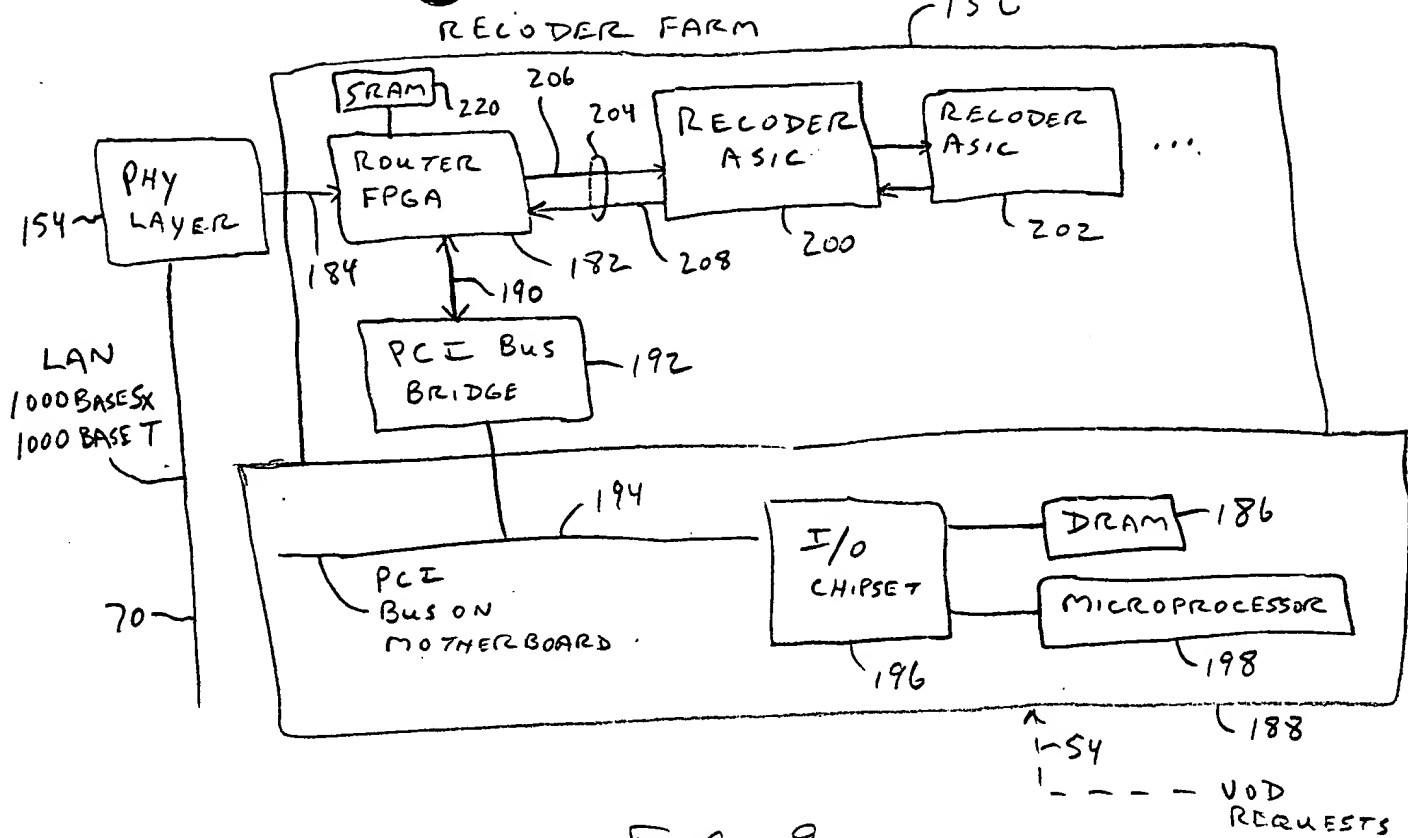 RECODER FARM
SRAM
220
206
204
RECODER
ASIC
RECODER
ASIC
...
PHY
LAYER
154
184
ROUTER
FPGA
182
208
200
202
190
PCI BUS
BRIDGE
192
LAN
1000BASESX
1000 BASE T
70
194
PCI
BUS ON
MOTHERBOARD
I/O
CHIPSET
196
DRAM
186
MICROPROCESSOR
198
188
54
VOD
REQUESTS